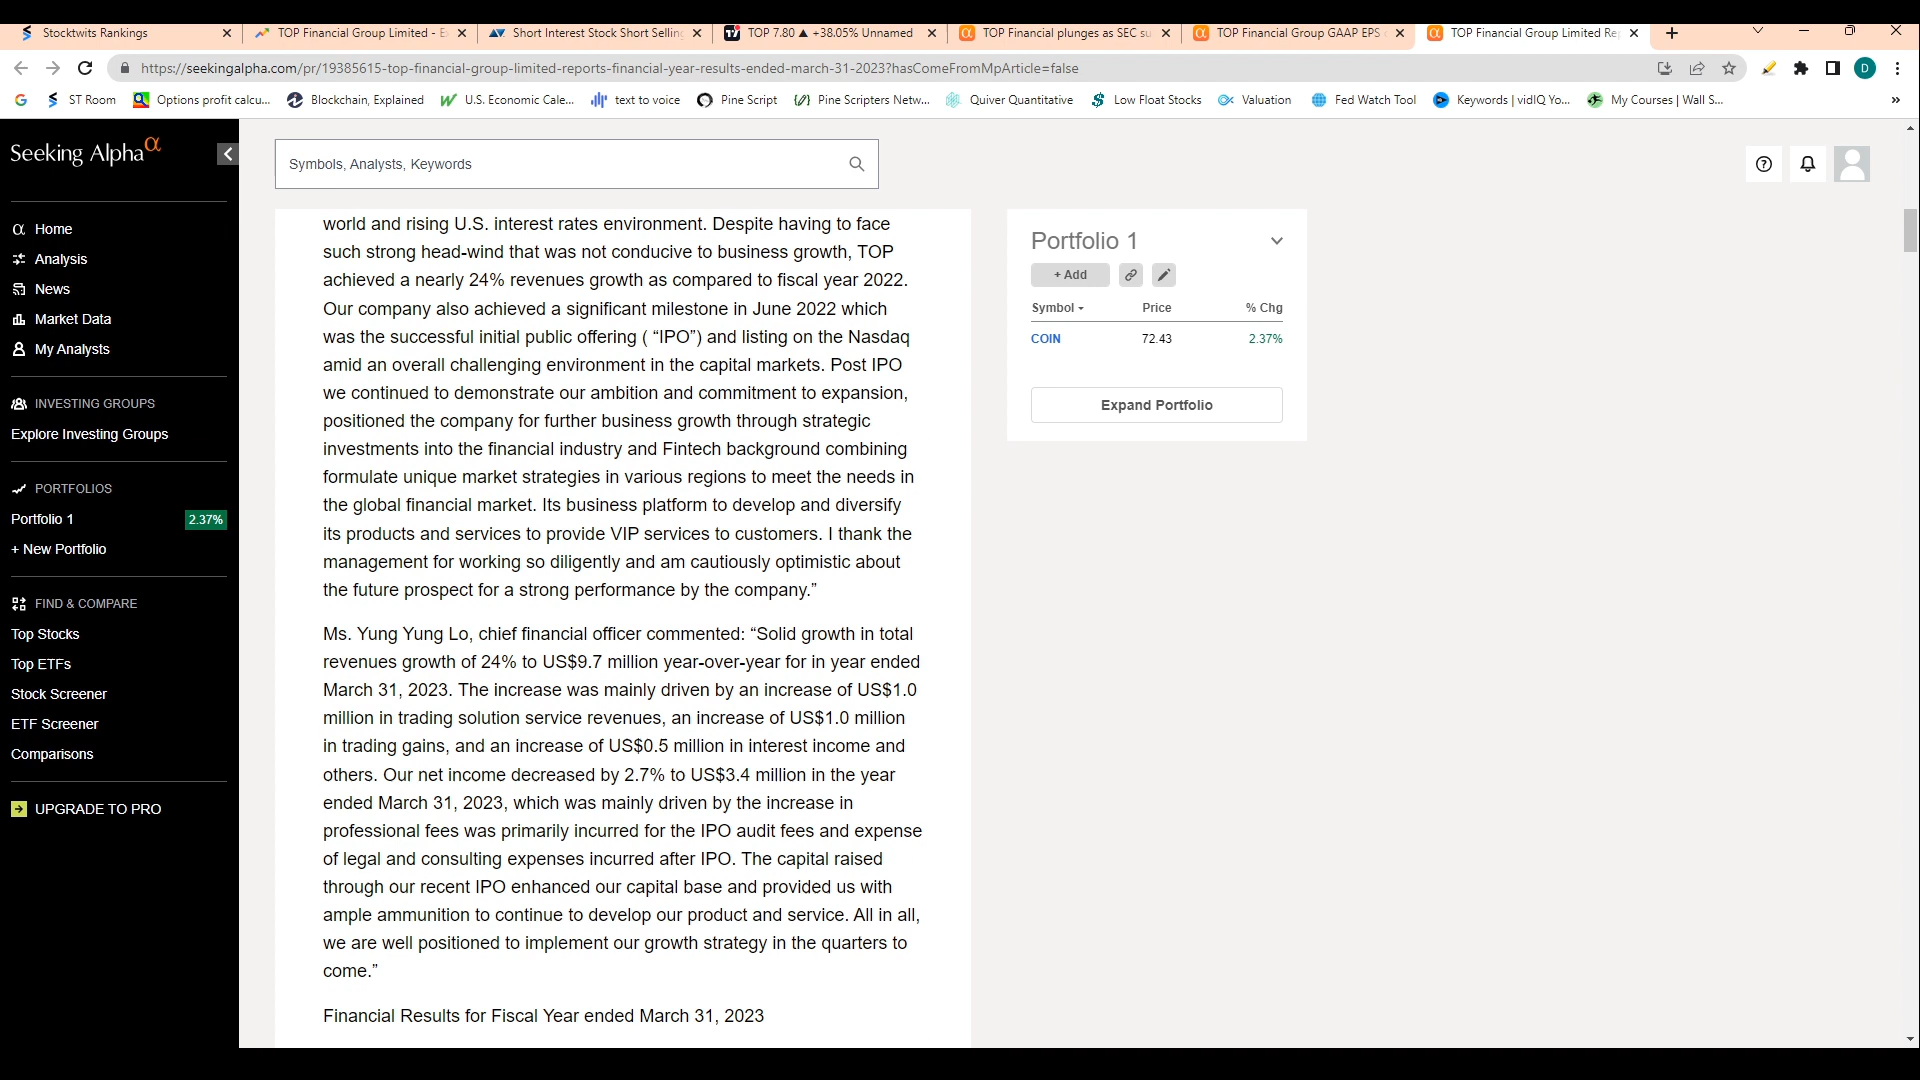 Stocktwits Rankings
TOP Financial Group Limited - E
Short Interest Stock Short Selling
TOP 7.80 ▲ +38.05% Unnamed
TOP Financial plunges as SEC su
TOP Financial Group GAAP EPS
TOP Financial Group Limited Re
https://seekingalpha.com/pr/19385615-top-financial-group-limited-reports-financial-year-results-ended-march-31-2023?hasComeFromMpArticle=false
D
ST Room
Options profit calcu...
Blockchain, Explained
U.S. Economic Cale...
text to voice
Pine Script
Pine Scripters Netw...
Quiver Quantitative
Low Float Stocks
Valuation
Fed Watch Tool
Keywords | vidIQ Yo...
My Courses | Wall S...
»
Seeking Alpha α
Home
Analysis
News
Market Data
My Analysts
INVESTING GROUPS
Explore Investing Groups
PORTFOLIOS
Portfolio 1
2.37%
+ New Portfolio
FIND & COMPARE
Top Stocks
Top ETFs
Stock Screener
ETF Screener
Comparisons
UPGRADE TO PRO
Symbols, Analysts, Keywords
world and rising U.S. interest rates environment. Despite having to face
such strong head-wind that was not conducive to business growth, TOP
achieved a nearly 24% revenues growth as compared to fiscal year 2022.
Our company also achieved a significant milestone in June 2022 which
was the successful initial public offering ( “IPO”) and listing on the Nasdaq
amid an overall challenging environment in the capital markets. Post IPO
we continued to demonstrate our ambition and commitment to expansion,
positioned the company for further business growth through strategic
investments into the financial industry and Fintech background combining
formulate unique market strategies in various regions to meet the needs in
the global financial market. Its business platform to develop and diversify
its products and services to provide VIP services to customers. I thank the
management for working so diligently and am cautiously optimistic about
the future prospect for a strong performance by the company.”
Ms. Yung Yung Lo, chief financial officer commented: “Solid growth in total
revenues growth of 24% to US$9.7 million year-over-year for in year ended
March 31, 2023. The increase was mainly driven by an increase of US$1.0
million in trading solution service revenues, an increase of US$1.0 million
in trading gains, and an increase of US$0.5 million in interest income and
others. Our net income decreased by 2.7% to US$3.4 million in the year
ended March 31, 2023, which was mainly driven by the increase in
professional fees was primarily incurred for the IPO audit fees and expense
of legal and consulting expenses incurred after IPO. The capital raised
through our recent IPO enhanced our capital base and provided us with
ample ammunition to continue to develop our product and service. All in all,
we are well positioned to implement our growth strategy in the quarters to
come.”
Financial Results for Fiscal Year ended March 31, 2023
Portfolio 1
+ Add
Symbol Price % Chg
COIN 72.43 2.37%
Expand Portfolio